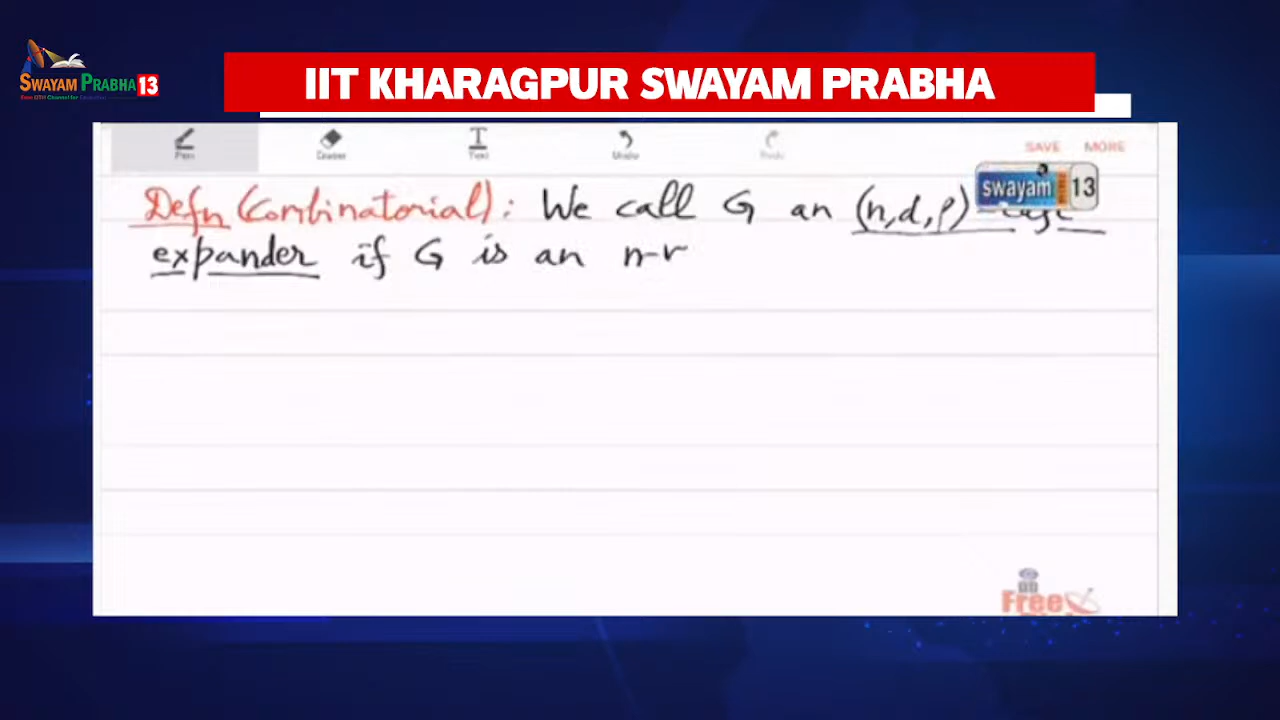 SWAYAM PRABHA 13
IIT KHARAGPUR SWAYAM PRABHA
Pen
Eraser
Text
Undo
Redo
SAVE
MORE
swayam 13
Defn (Combinatorial): We call G an (n,d,ρ)-
expander if G is an n-v
Free